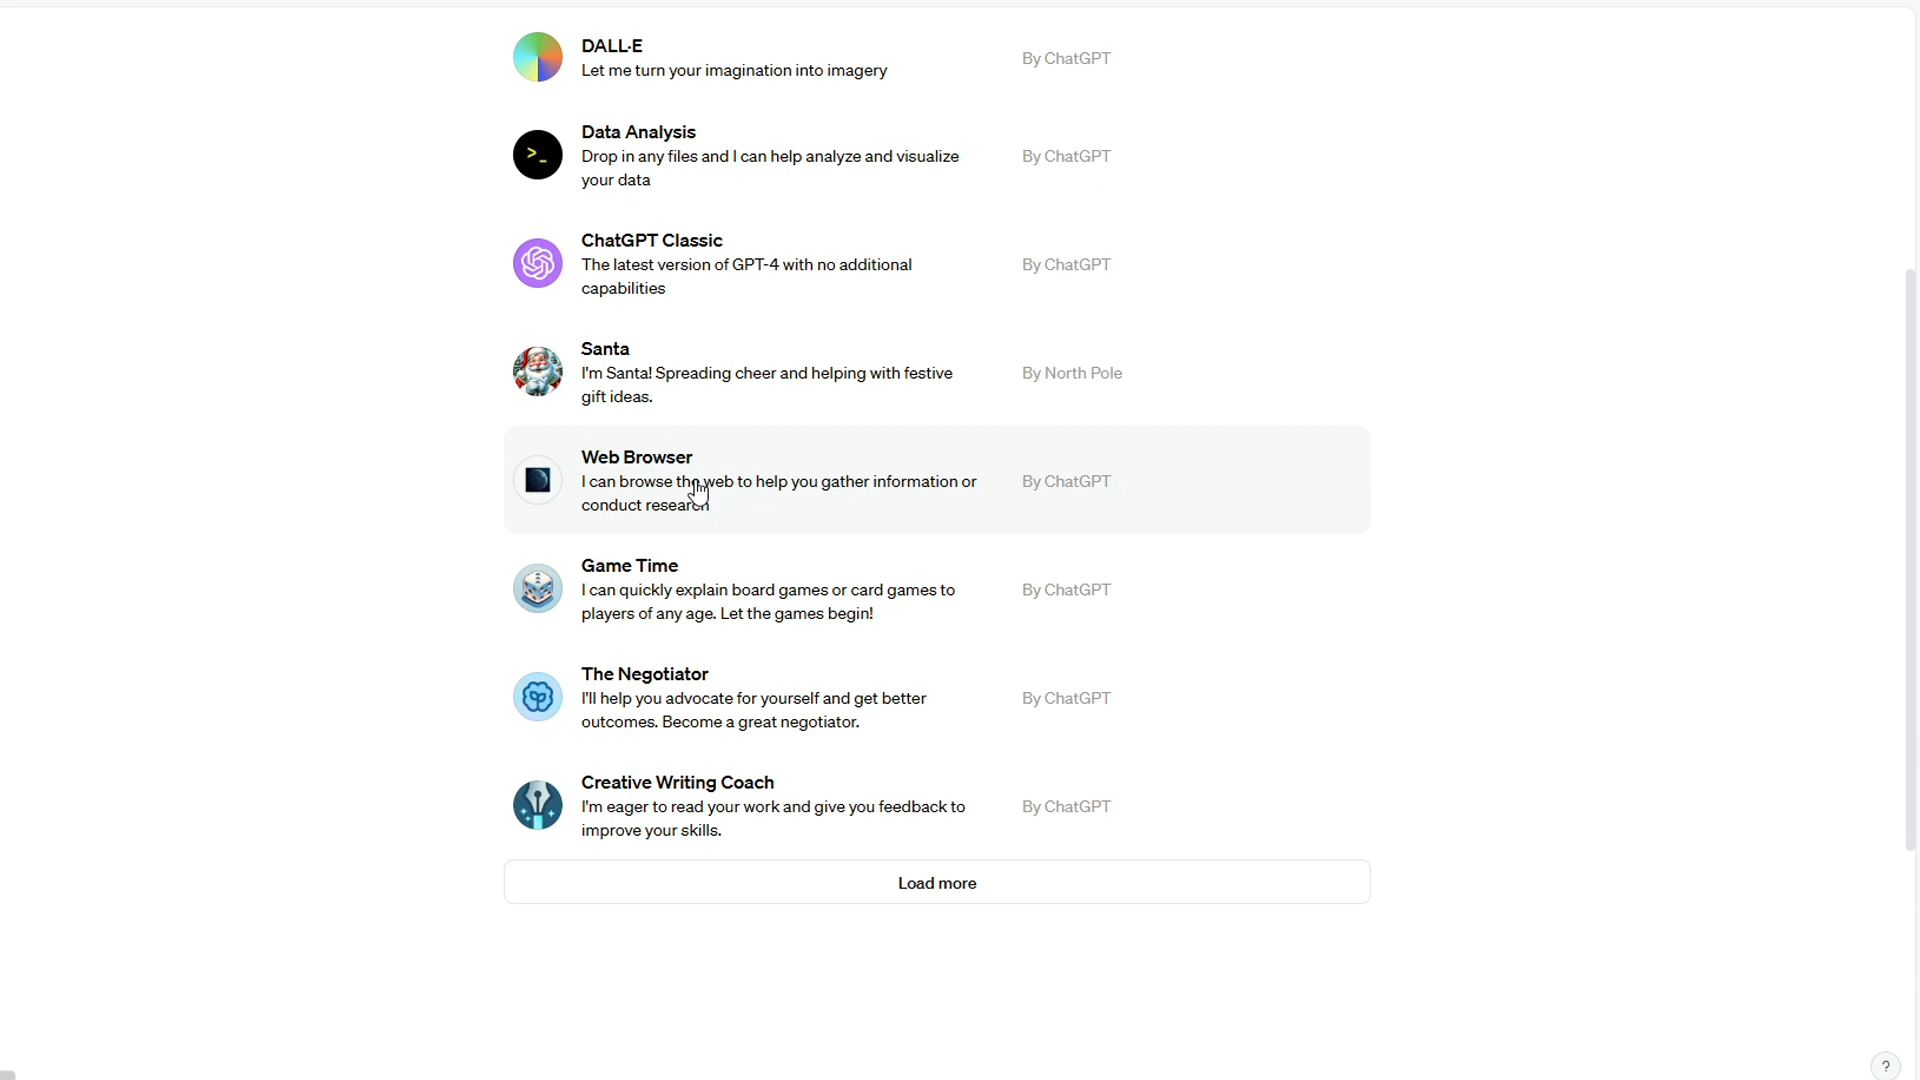 DALL·E
Let me turn your imagination into imagery
By ChatGPT
>_
Data Analysis
Drop in any files and I can help analyze and visualize
your data
By ChatGPT
ChatGPT Classic
The latest version of GPT-4 with no additional
capabilities
By ChatGPT
Santa
I'm Santa! Spreading cheer and helping with festive
gift ideas.
By North Pole
Web Browser
I can browse the web to help you gather information or
conduct research
By ChatGPT
Game Time
I can quickly explain board games or card games to
players of any age. Let the games begin!
By ChatGPT
The Negotiator
I'll help you advocate for yourself and get better
outcomes. Become a great negotiator.
By ChatGPT
Creative Writing Coach
I'm eager to read your work and give you feedback to
improve your skills.
By ChatGPT
Load more
?